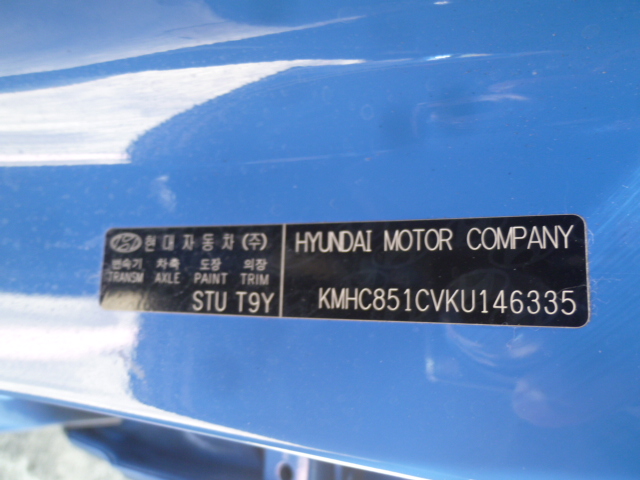 현대자동차(주)
변속기 차축 도장 의장
TRANSM AXLE PAINT TRIM
STU T9Y
HYUNDAI MOTOR COMPANY
KMHC851CVKU146335